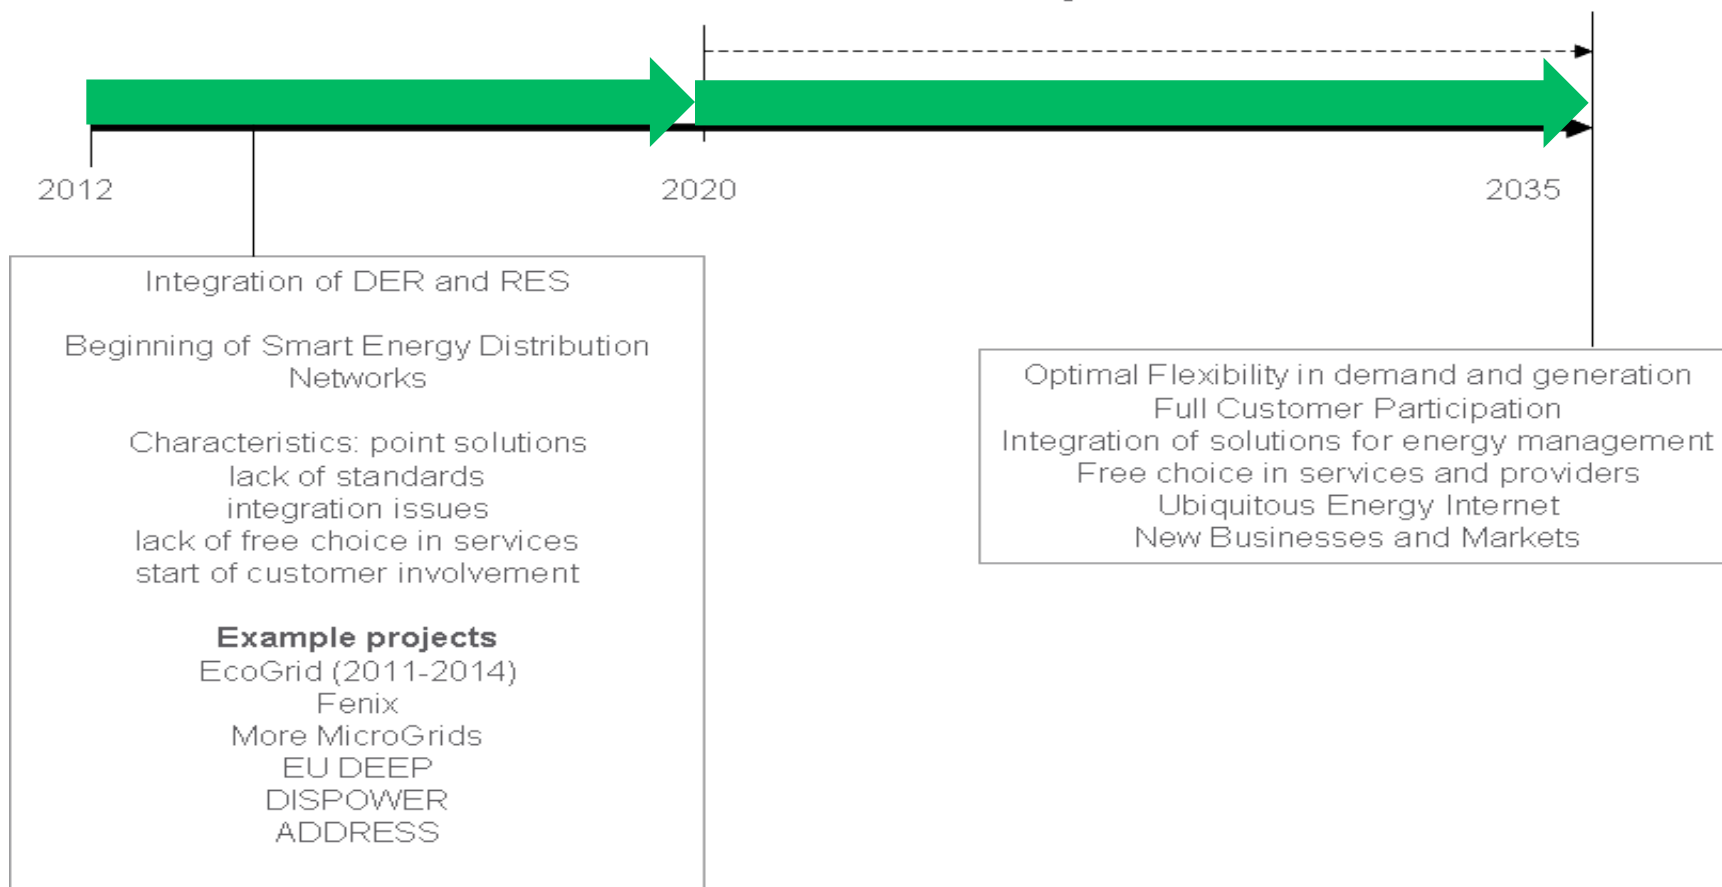 2012
2020
2035
Integration of DER and RES
Beginning of Smart Energy Distribution
Networks
Characteristics: point solutions
lack of standards
integration issues
lack of free choice in services
start of customer involvement
Example projects
EcoGrid (2011-2014)
Fenix
More MicroGrids
EU DEEP
DISPOWER
ADDRESS
Optimal Flexibility in demand and generation
Full Customer Participation
Integration of solutions for energy management
Free choice in services and providers
Ubiquitous Energy Internet
New Businesses and Markets